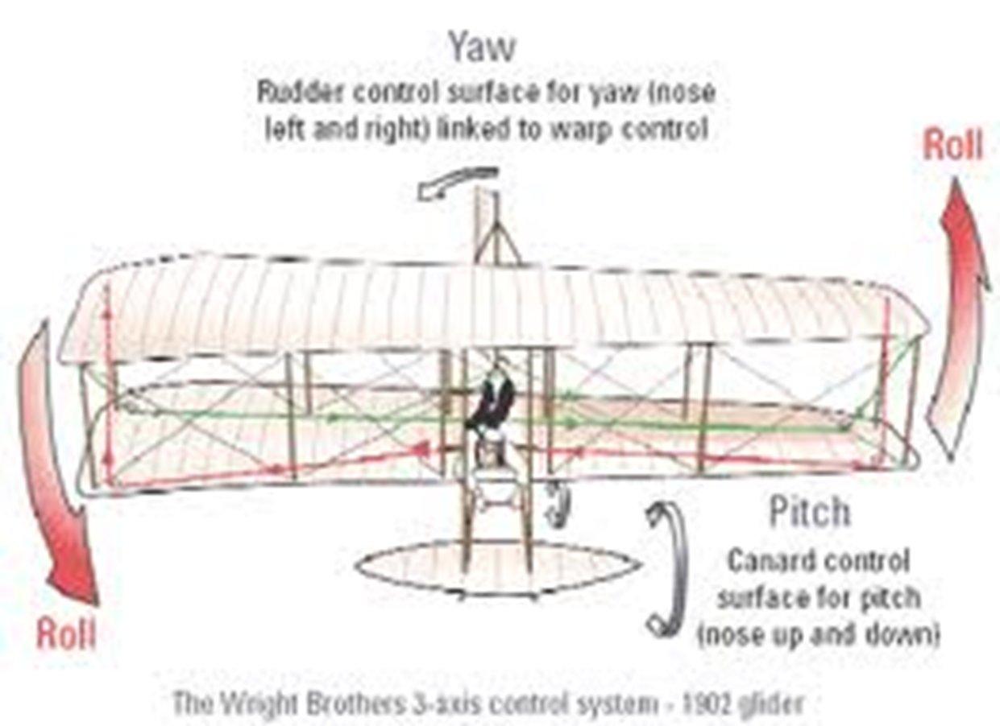 Yaw
Rudder control surface for yaw (nose
left and right) linked to warp control
Roll
Pitch
Canard control
surface for pitch
(nose up and down)
Roll
The Wright Brothers 3-axis control system - 1902 glider